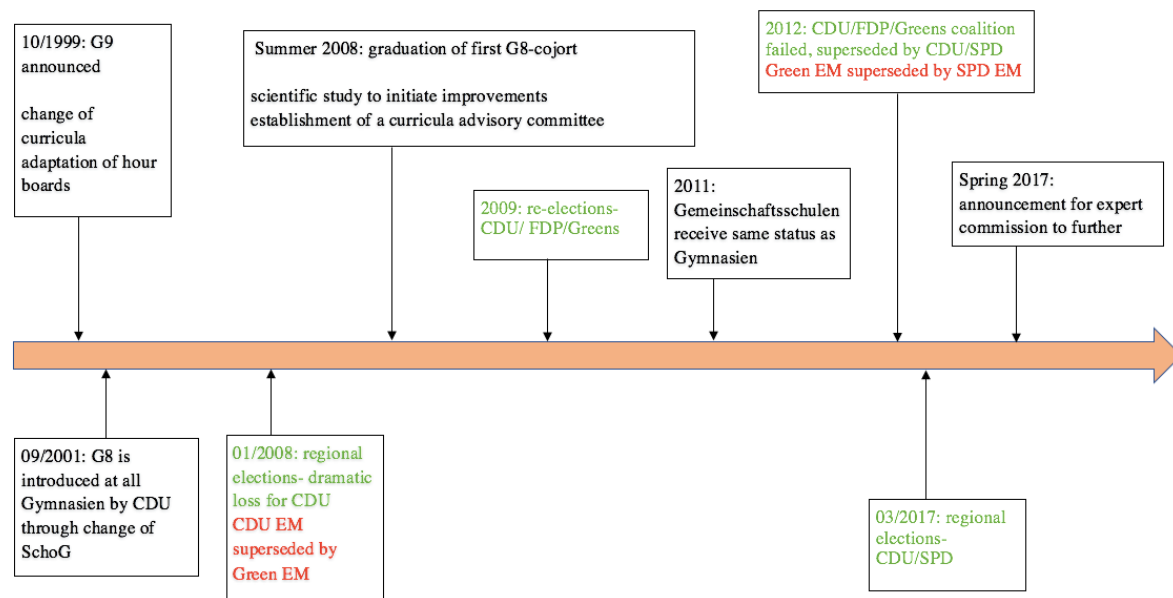 10/1999: G9
announced
change of
curricula
adaptation of hour
boards
Summer 2008: graduation of first G8-cojort
scientific study to initiate improvements
establishment of a curricula advisory committee
2009: re-elections-
CDU/ FDP/Greens
2011:
Gemeinschaftsschulen
receive same status as
Gymnasien
2012: CDU/FDP/Greens coalition
failed, superseded by CDU/SPD
Green EM superseded by SPD EM
Spring 2017:
announcement for expert
commission to further
09/2001: G8 is
introduced at all
Gymnasien by CDU
through change of
SchoG
01/2008: regional
elections- dramatic
loss for CDU
CDU EM
superseded by
Green EM
03/2017: regional
elections-
CDU/SPD